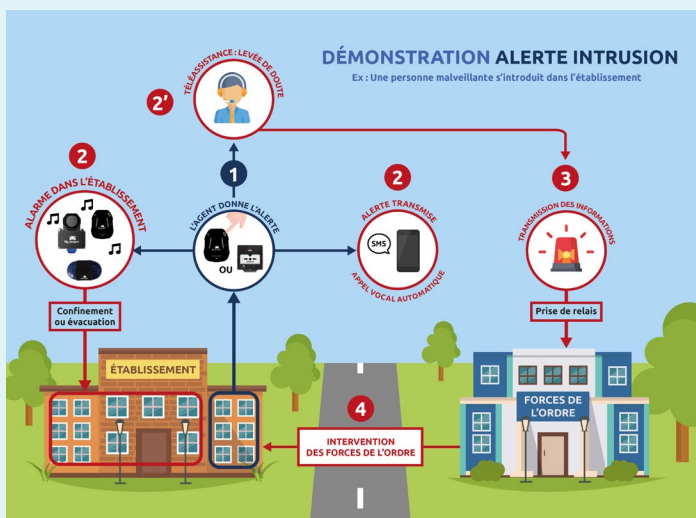 DÉMONSTRATION ALERTE INTRUSION
Ex : Une personne malveillante s'introduit dans l'établissement
TÉLÉASSISTANCE : LEVÉE DE DOUTE
2'
1
L'AGENT DONNE L'ALERTE
OU
2
ALARME DANS L'ÉTABLISSEMENT
2
ALERTE TRANSMISE
SMS
APPEL VOCAL AUTOMATIQUE
3
TRANSMISSION DES INFORMATIONS
Confinement
ou évacuation
Prise de relais
ÉTABLISSEMENT
FORCES DE
L'ORDRE
4
INTERVENTION
DES FORCES DE L'ORDRE